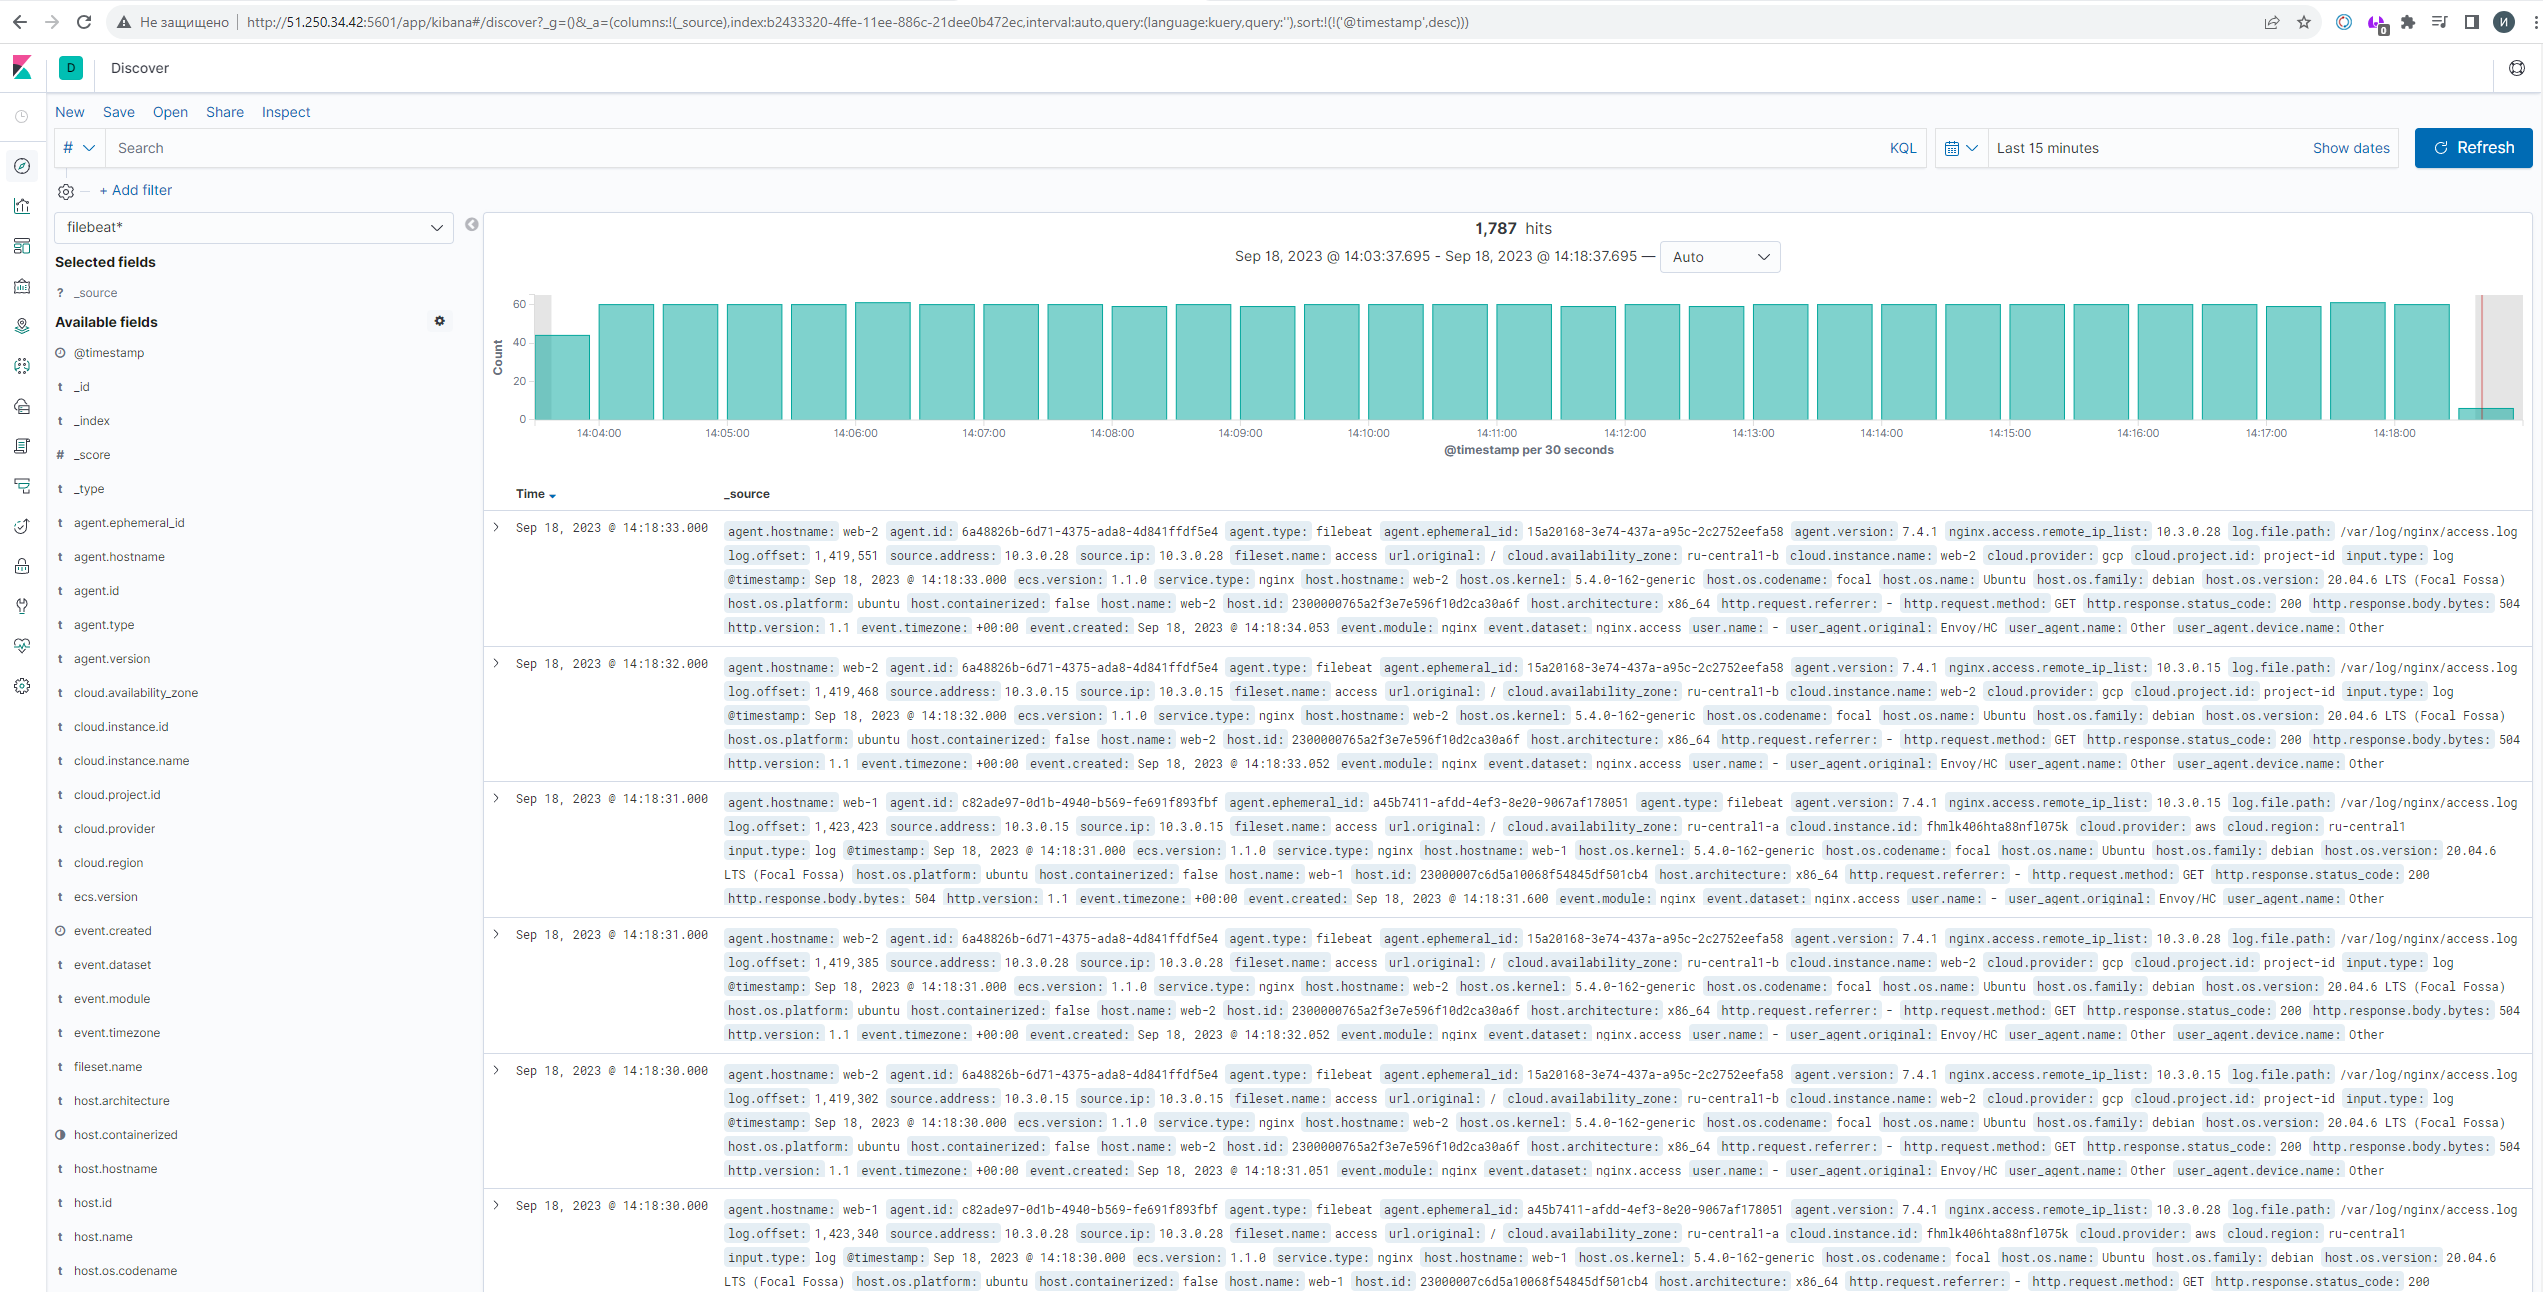 Не защищено http://51.250.34.42:5601/app/kibana#/discover?_g=()&_a=(columns:!(_source),index:b2433320-4ffe-11ee-886c-21dee0b472ec,interval:auto,query:(language:kuery,query:''),sort:!(!('@timestamp',desc)))
0
И
D Discover
New Save Open Share Inspect
# Search KQL Last 15 minutes Show dates Refresh
+ Add filter
filebeat*
Selected fields
? _source
Available fields
@timestamp
t _id
t _index
# _score
t _type
t agent.ephemeral_id
t agent.hostname
t agent.id
t agent.type
t agent.version
t cloud.availability_zone
t cloud.instance.id
t cloud.instance.name
t cloud.project.id
t cloud.provider
t cloud.region
t ecs.version
event.created
t event.dataset
t event.module
t event.timezone
t fileset.name
t host.architecture
host.containerized
t host.hostname
t host.id
t host.name
t host.os.codename
1,787 hits
Sep 18, 2023 @ 14:03:37.695 - Sep 18, 2023 @ 14:18:37.695 — Auto
Count
60
40
20
0
14:04:00 14:05:00 14:06:00 14:07:00 14:08:00 14:09:00 14:10:00 14:11:00 14:12:00 14:13:00 14:14:00 14:15:00 14:16:00 14:17:00 14:18:00
@timestamp per 30 seconds
Time _source
Sep 18, 2023 @ 14:18:33.000 agent.hostname: web-2 agent.id: 6a48826b-6d71-4375-ada8-4d841ffdf5e4 agent.type: filebeat agent.ephemeral_id: 15a20168-3e74-437a-a95c-2c2752eefa58 agent.version: 7.4.1 nginx.access.remote_ip_list: 10.3.0.28 log.file.path: /var/log/nginx/access.log
log.offset: 1,419,551 source.address: 10.3.0.28 source.ip: 10.3.0.28 fileset.name: access url.original: / cloud.availability_zone: ru-central1-b cloud.instance.name: web-2 cloud.provider: gcp cloud.project.id: project-id input.type: log
@timestamp: Sep 18, 2023 @ 14:18:33.000 ecs.version: 1.1.0 service.type: nginx host.hostname: web-2 host.os.kernel: 5.4.0-162-generic host.os.codename: focal host.os.name: Ubuntu host.os.family: debian host.os.version: 20.04.6 LTS (Focal Fossa)
host.os.platform: ubuntu host.containerized: false host.name: web-2 host.id: 2300000765a2f3e7e596f10d2ca30a6f host.architecture: x86_64 http.request.referrer: - http.request.method: GET http.response.status_code: 200 http.response.body.bytes: 504
http.version: 1.1 event.timezone: +00:00 event.created: Sep 18, 2023 @ 14:18:34.053 event.module: nginx event.dataset: nginx.access user.name: - user_agent.original: Envoy/HC user_agent.name: Other user_agent.device.name: Other
Sep 18, 2023 @ 14:18:32.000 agent.hostname: web-2 agent.id: 6a48826b-6d71-4375-ada8-4d841ffdf5e4 agent.type: filebeat agent.ephemeral_id: 15a20168-3e74-437a-a95c-2c2752eefa58 agent.version: 7.4.1 nginx.access.remote_ip_list: 10.3.0.15 log.file.path: /var/log/nginx/access.log
log.offset: 1,419,468 source.address: 10.3.0.15 source.ip: 10.3.0.15 fileset.name: access url.original: / cloud.availability_zone: ru-central1-b cloud.instance.name: web-2 cloud.provider: gcp cloud.project.id: project-id input.type: log
@timestamp: Sep 18, 2023 @ 14:18:32.000 ecs.version: 1.1.0 service.type: nginx host.hostname: web-2 host.os.kernel: 5.4.0-162-generic host.os.codename: focal host.os.name: Ubuntu host.os.family: debian host.os.version: 20.04.6 LTS (Focal Fossa)
host.os.platform: ubuntu host.containerized: false host.name: web-2 host.id: 2300000765a2f3e7e596f10d2ca30a6f host.architecture: x86_64 http.request.referrer: - http.request.method: GET http.response.status_code: 200 http.response.body.bytes: 504
http.version: 1.1 event.timezone: +00:00 event.created: Sep 18, 2023 @ 14:18:33.052 event.module: nginx event.dataset: nginx.access user.name: - user_agent.original: Envoy/HC user_agent.name: Other user_agent.device.name: Other
Sep 18, 2023 @ 14:18:31.000 agent.hostname: web-1 agent.id: c82ade97-0d1b-4940-b569-fe691f893fbf agent.ephemeral_id: a45b7411-afdd-4ef3-8e20-9067af178051 agent.type: filebeat agent.version: 7.4.1 nginx.access.remote_ip_list: 10.3.0.15 log.file.path: /var/log/nginx/access.log
log.offset: 1,423,423 source.address: 10.3.0.15 source.ip: 10.3.0.15 fileset.name: access url.original: / cloud.availability_zone: ru-central1-a cloud.instance.id: fhmlk406hta88nfl075k cloud.provider: aws cloud.region: ru-central1
input.type: log @timestamp: Sep 18, 2023 @ 14:18:31.000 ecs.version: 1.1.0 service.type: nginx host.hostname: web-1 host.os.kernel: 5.4.0-162-generic host.os.codename: focal host.os.name: Ubuntu host.os.family: debian host.os.version: 20.04.6
LTS (Focal Fossa) host.os.platform: ubuntu host.containerized: false host.name: web-1 host.id: 23000007c6d5a10068f54845df501cb4 host.architecture: x86_64 http.request.referrer: - http.request.method: GET http.response.status_code: 200
http.response.body.bytes: 504 http.version: 1.1 event.timezone: +00:00 event.created: Sep 18, 2023 @ 14:18:31.600 event.module: nginx event.dataset: nginx.access user.name: - user_agent.original: Envoy/HC user_agent.name: Other
Sep 18, 2023 @ 14:18:31.000 agent.hostname: web-2 agent.id: 6a48826b-6d71-4375-ada8-4d841ffdf5e4 agent.type: filebeat agent.ephemeral_id: 15a20168-3e74-437a-a95c-2c2752eefa58 agent.version: 7.4.1 nginx.access.remote_ip_list: 10.3.0.28 log.file.path: /var/log/nginx/access.log
log.offset: 1,419,385 source.address: 10.3.0.28 source.ip: 10.3.0.28 fileset.name: access url.original: / cloud.availability_zone: ru-central1-b cloud.instance.name: web-2 cloud.provider: gcp cloud.project.id: project-id input.type: log
@timestamp: Sep 18, 2023 @ 14:18:31.000 ecs.version: 1.1.0 service.type: nginx host.hostname: web-2 host.os.kernel: 5.4.0-162-generic host.os.codename: focal host.os.name: Ubuntu host.os.family: debian host.os.version: 20.04.6 LTS (Focal Fossa)
host.os.platform: ubuntu host.containerized: false host.name: web-2 host.id: 2300000765a2f3e7e596f10d2ca30a6f host.architecture: x86_64 http.request.referrer: - http.request.method: GET http.response.status_code: 200 http.response.body.bytes: 504
http.version: 1.1 event.timezone: +00:00 event.created: Sep 18, 2023 @ 14:18:32.052 event.module: nginx event.dataset: nginx.access user.name: - user_agent.original: Envoy/HC user_agent.name: Other user_agent.device.name: Other
Sep 18, 2023 @ 14:18:30.000 agent.hostname: web-2 agent.id: 6a48826b-6d71-4375-ada8-4d841ffdf5e4 agent.type: filebeat agent.ephemeral_id: 15a20168-3e74-437a-a95c-2c2752eefa58 agent.version: 7.4.1 nginx.access.remote_ip_list: 10.3.0.15 log.file.path: /var/log/nginx/access.log
log.offset: 1,419,302 source.address: 10.3.0.15 source.ip: 10.3.0.15 fileset.name: access url.original: / cloud.availability_zone: ru-central1-b cloud.instance.name: web-2 cloud.provider: gcp cloud.project.id: project-id input.type: log
@timestamp: Sep 18, 2023 @ 14:18:30.000 ecs.version: 1.1.0 service.type: nginx host.hostname: web-2 host.os.kernel: 5.4.0-162-generic host.os.codename: focal host.os.name: Ubuntu host.os.family: debian host.os.version: 20.04.6 LTS (Focal Fossa)
host.os.platform: ubuntu host.containerized: false host.name: web-2 host.id: 2300000765a2f3e7e596f10d2ca30a6f host.architecture: x86_64 http.request.referrer: - http.request.method: GET http.response.status_code: 200 http.response.body.bytes: 504
http.version: 1.1 event.timezone: +00:00 event.created: Sep 18, 2023 @ 14:18:31.051 event.module: nginx event.dataset: nginx.access user.name: - user_agent.original: Envoy/HC user_agent.name: Other user_agent.device.name: Other
Sep 18, 2023 @ 14:18:30.000 agent.hostname: web-1 agent.id: c82ade97-0d1b-4940-b569-fe691f893fbf agent.type: filebeat agent.ephemeral_id: a45b7411-afdd-4ef3-8e20-9067af178051 agent.version: 7.4.1 nginx.access.remote_ip_list: 10.3.0.28 log.file.path: /var/log/nginx/access.log
log.offset: 1,423,340 source.address: 10.3.0.28 source.ip: 10.3.0.28 fileset.name: access url.original: / cloud.availability_zone: ru-central1-a cloud.instance.id: fhmlk406hta88nfl075k cloud.provider: aws cloud.region: ru-central1
input.type: log @timestamp: Sep 18, 2023 @ 14:18:30.000 ecs.version: 1.1.0 service.type: nginx host.hostname: web-1 host.os.kernel: 5.4.0-162-generic host.os.codename: focal host.os.name: Ubuntu host.os.family: debian host.os.version: 20.04.6
LTS (Focal Fossa) host.os.platform: ubuntu host.containerized: false host.name: web-1 host.id: 23000007c6d5a10068f54845df501cb4 host.architecture: x86_64 http.request.referrer: - http.request.method: GET http.response.status_code: 200